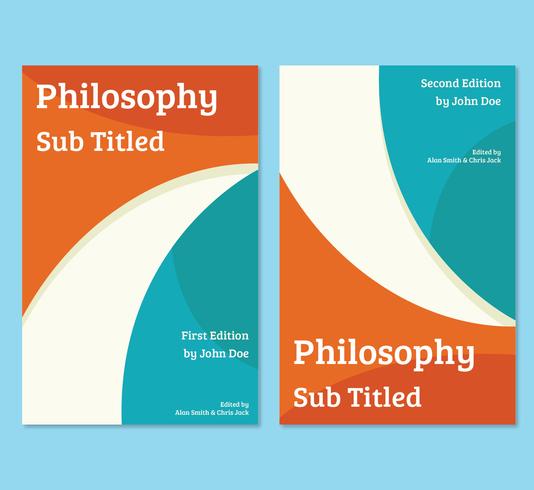 Philosophy
Sub Titled
First Edition
by John Doe
Edited by
Alan Smith & Chris Jack
Second Edition
by John Doe
Edited by
Alan Smith & Chris Jack
Philosophy
Sub Titled